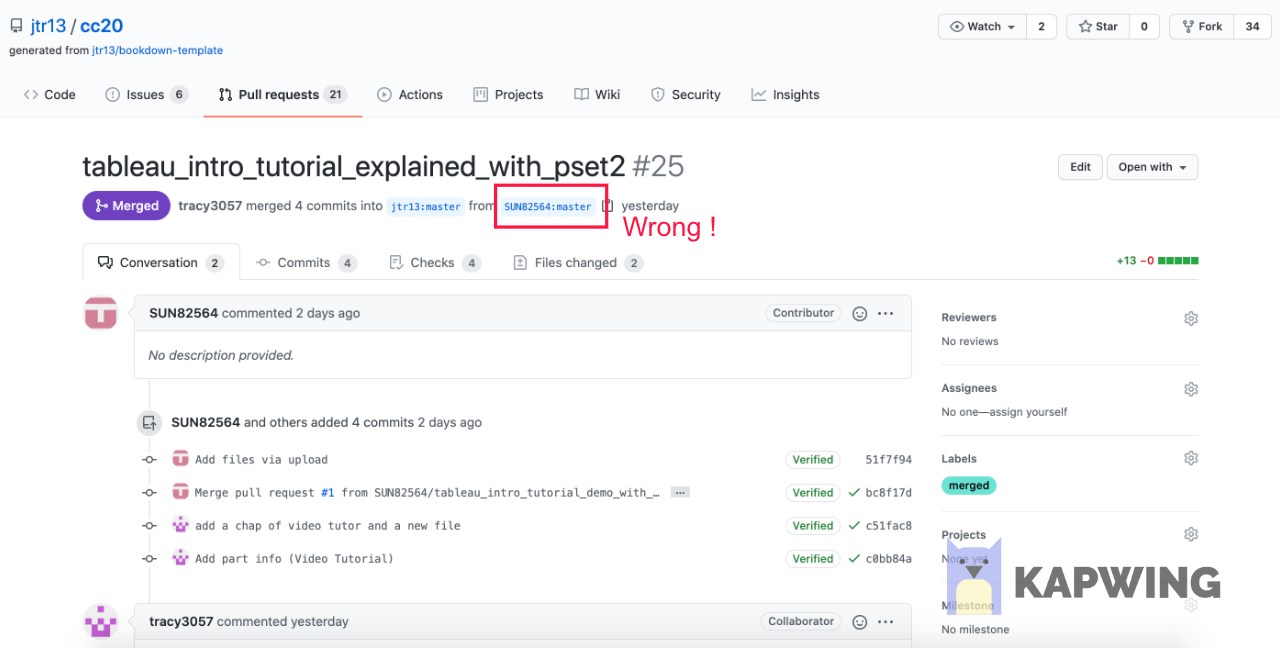 jtr13 / cc20
generated from jtr13/bookdown-template
Watch 2 Star 0 Fork 34
Code Issues 6 Pull requests 21 Actions Projects Wiki Security Insights
tableau_intro_tutorial_explained_with_pset2 #25
Edit Open with
Merged tracy3057 merged 4 commits into jtr13:master from SUN82564:master yesterday
Wrong !
Conversation 2 Commits 4 Checks 4 Files changed 2
+13 −0
SUN82564 commented 2 days ago Contributor
No description provided.
SUN82564 and others added 4 commits 2 days ago
Add files via upload Verified 51f7f94
Merge pull request #1 from SUN82564/tableau_intro_tutorial_demo_with_… Verified bc8f17d
add a chap of video tutor and a new file Verified c51fac8
Add part info (Video Tutorial) Verified c0bb84a
tracy3057 commented yesterday Collaborator
Reviewers
No reviews
Assignees
No one—assign yourself
Labels
merged
Projects
None yet
KAPWING
Milestone
No milestone